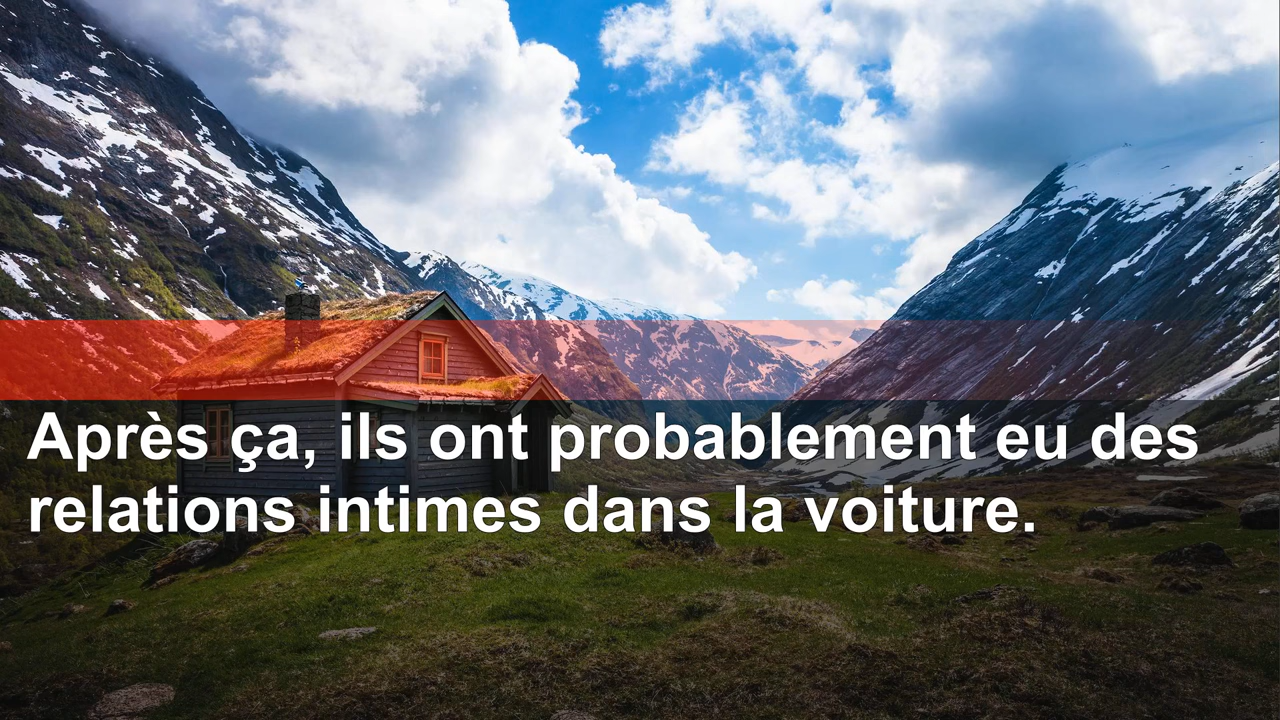 Après ça, ils ont probablement eu des
relations intimes dans la voiture.